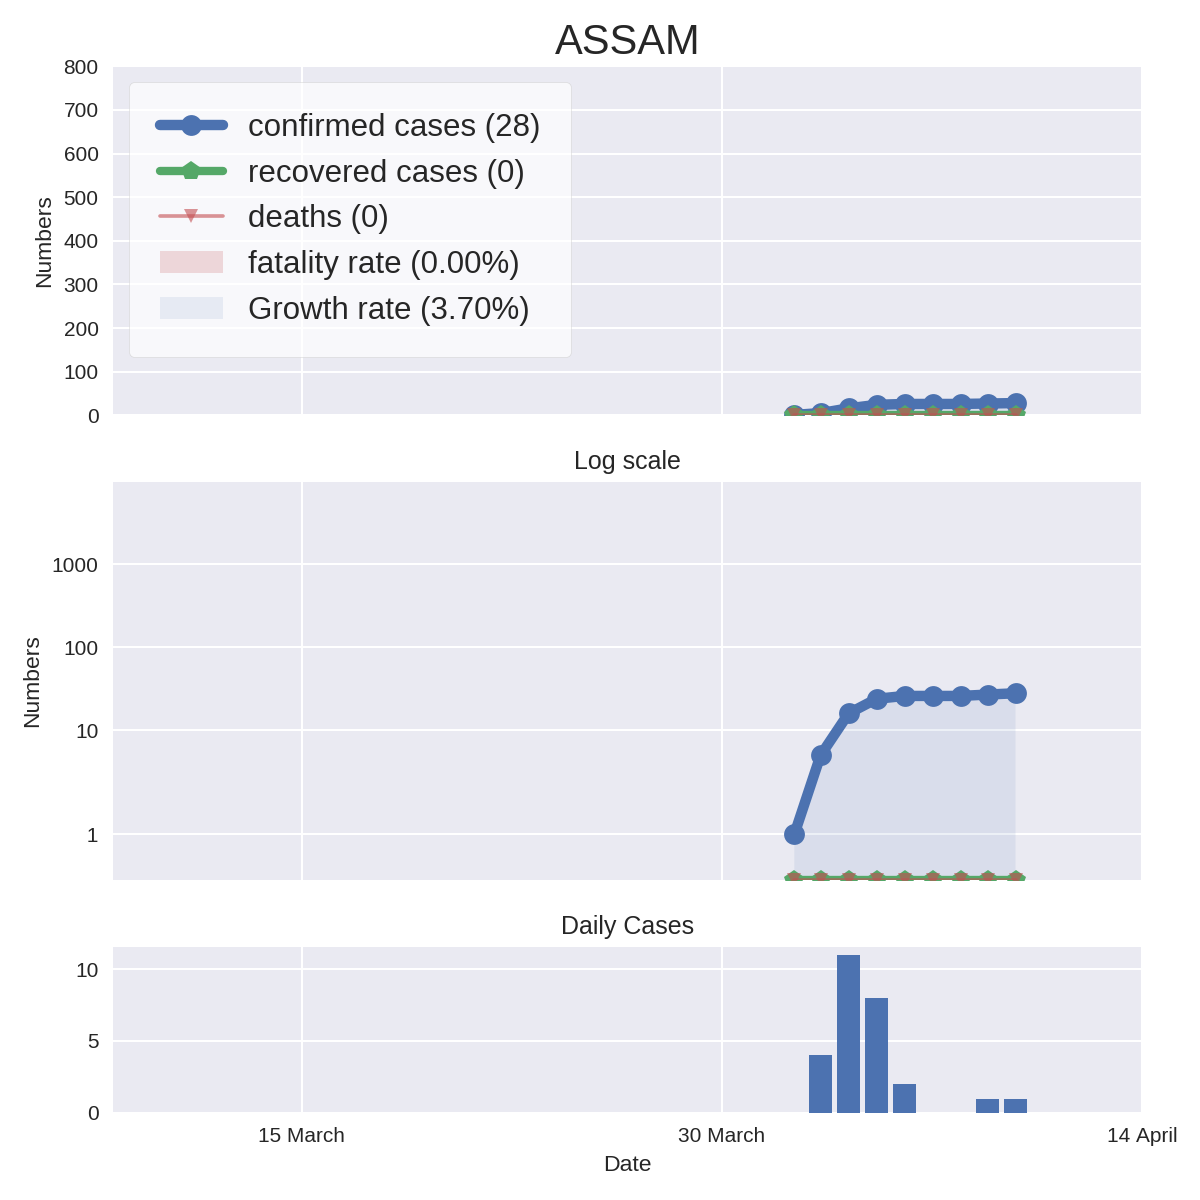 ASSAM
800
700
600
500
400
300
200
100
0
Numbers
confirmed cases (28)
recovered cases (0)
deaths (0)
fatality rate (0.00%)
Growth rate (3.70%)
Log scale
1000
100
10
1
Numbers
Daily Cases
10
5
0
15 March
30 March
14 April
Date